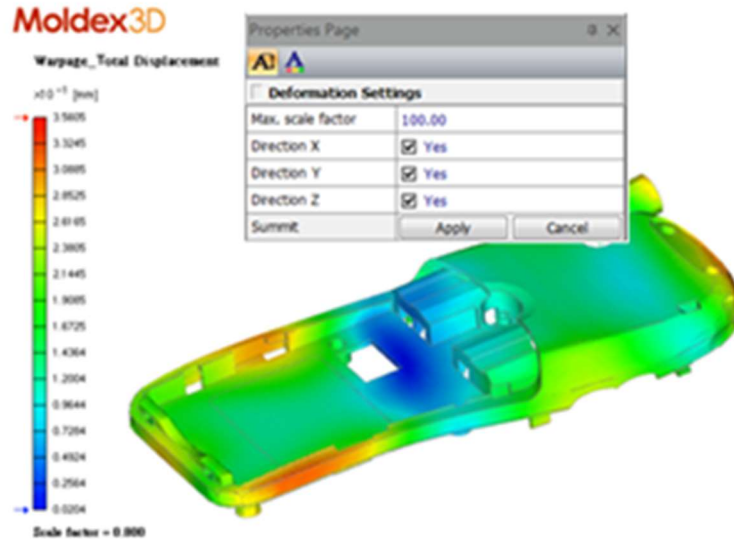 Moldex3D
Warpage_Total Displacement
x10⁻¹ [mm]
3.5605
3.3245
3.0885
2.8525
2.6165
2.3805
2.1445
1.9085
1.6725
1.4364
1.2004
0.9644
0.7284
0.4924
0.2564
0.0204
Scale factor = 0.000
Properties Page
Deformation Settings
Max. scale factor 100.00
Direction X Yes
Direction Y Yes
Direction Z Yes
Summit Apply Cancel